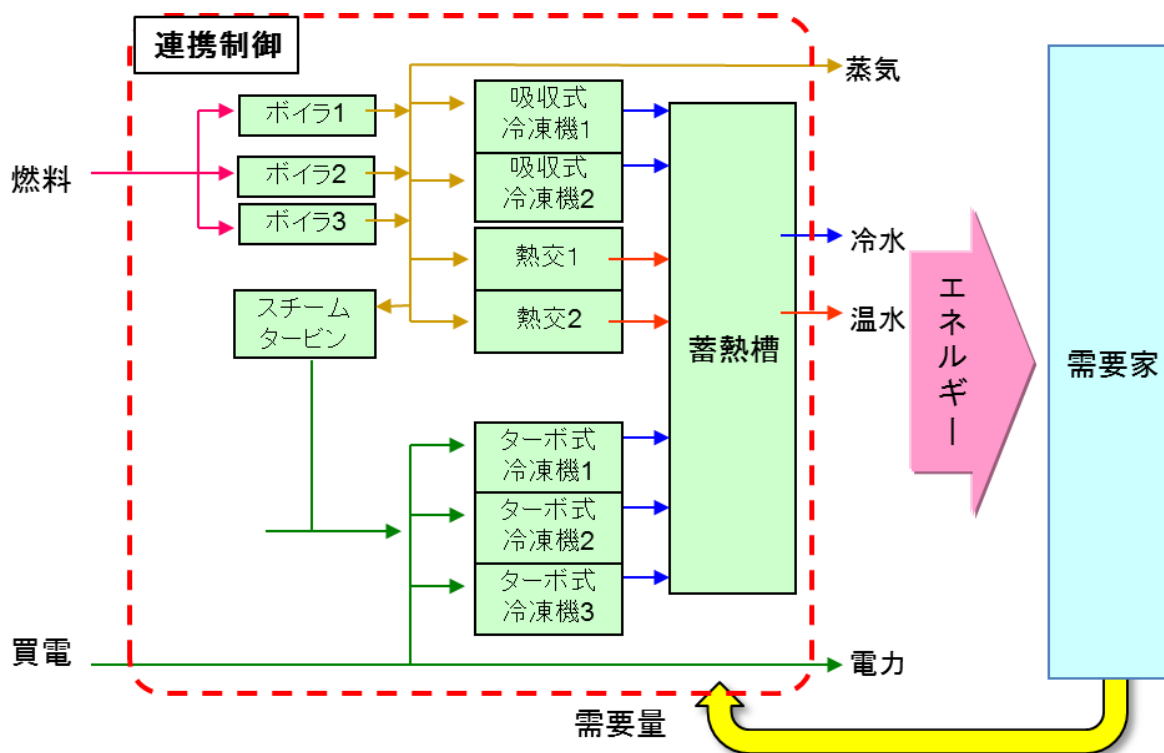 連携制御
蒸気
燃料
ボイラ1
ボイラ2
ボイラ3
吸収式
冷凍機1
吸収式
冷凍機2
熱交1
熱交2
スチーム
タービン
ターボ式
冷凍機1
ターボ式
冷凍機2
ターボ式
冷凍機3
蓄熱槽
冷水
温水
エネルギー
需要家
買電
電力
需要量